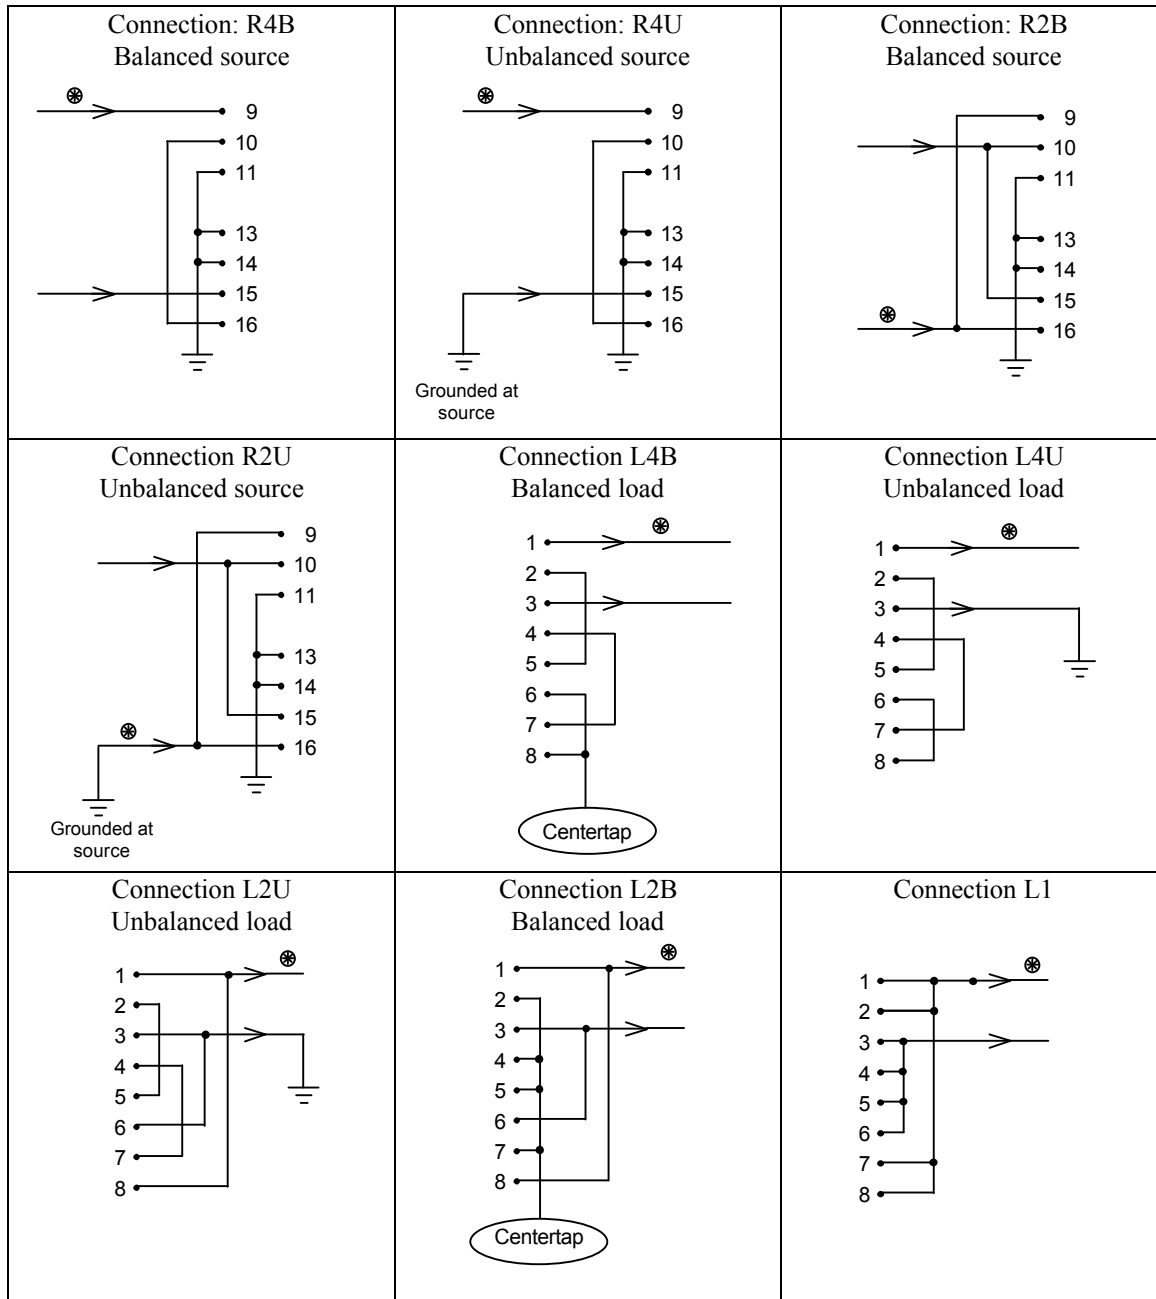 Connection: R4B
Balanced source
9
10
11
13
14
15
16
Connection: R4U
Unbalanced source
9
10
11
13
14
15
16
Grounded at
source
Connection: R2B
Balanced source
9
10
11
13
14
15
16
Connection R2U
Unbalanced source
9
10
11
13
14
15
16
Grounded at
source
Connection L4B
Balanced load
1
2
3
4
5
6
7
8
Centertap
Connection L4U
Unbalanced load
1
2
3
4
5
6
7
8
Connection L2U
Unbalanced load
1
2
3
4
5
6
7
8
Connection L2B
Balanced load
1
2
3
4
5
6
7
8
Centertap
Connection L1
1
2
3
4
5
6
7
8